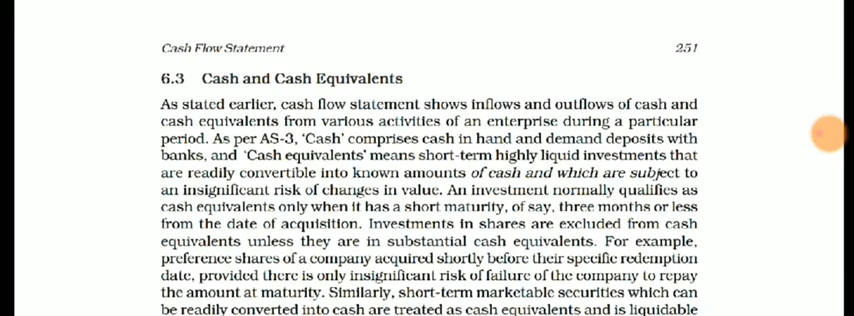 Cash Flow Statement 251
6.3 Cash and Cash Equivalents
As stated earlier, cash flow statement shows inflows and outflows of cash and
cash equivalents from various activities of an enterprise during a particular
period. As per AS-3, ‘Cash’ comprises cash in hand and demand deposits with
banks, and ‘Cash equivalents’ means short-term highly liquid investments that
are readily convertible into known amounts of cash and which are subject to
an insignificant risk of changes in value. An investment normally qualifies as
cash equivalents only when it has a short maturity, of say, three months or less
from the date of acquisition. Investments in shares are excluded from cash
equivalents unless they are in substantial cash equivalents. For example,
preference shares of a company acquired shortly before their specific redemption
date, provided there is only insignificant risk of failure of the company to repay
the amount at maturity. Similarly, short-term marketable securities which can
be readily converted into cash are treated as cash equivalents and is liquidable